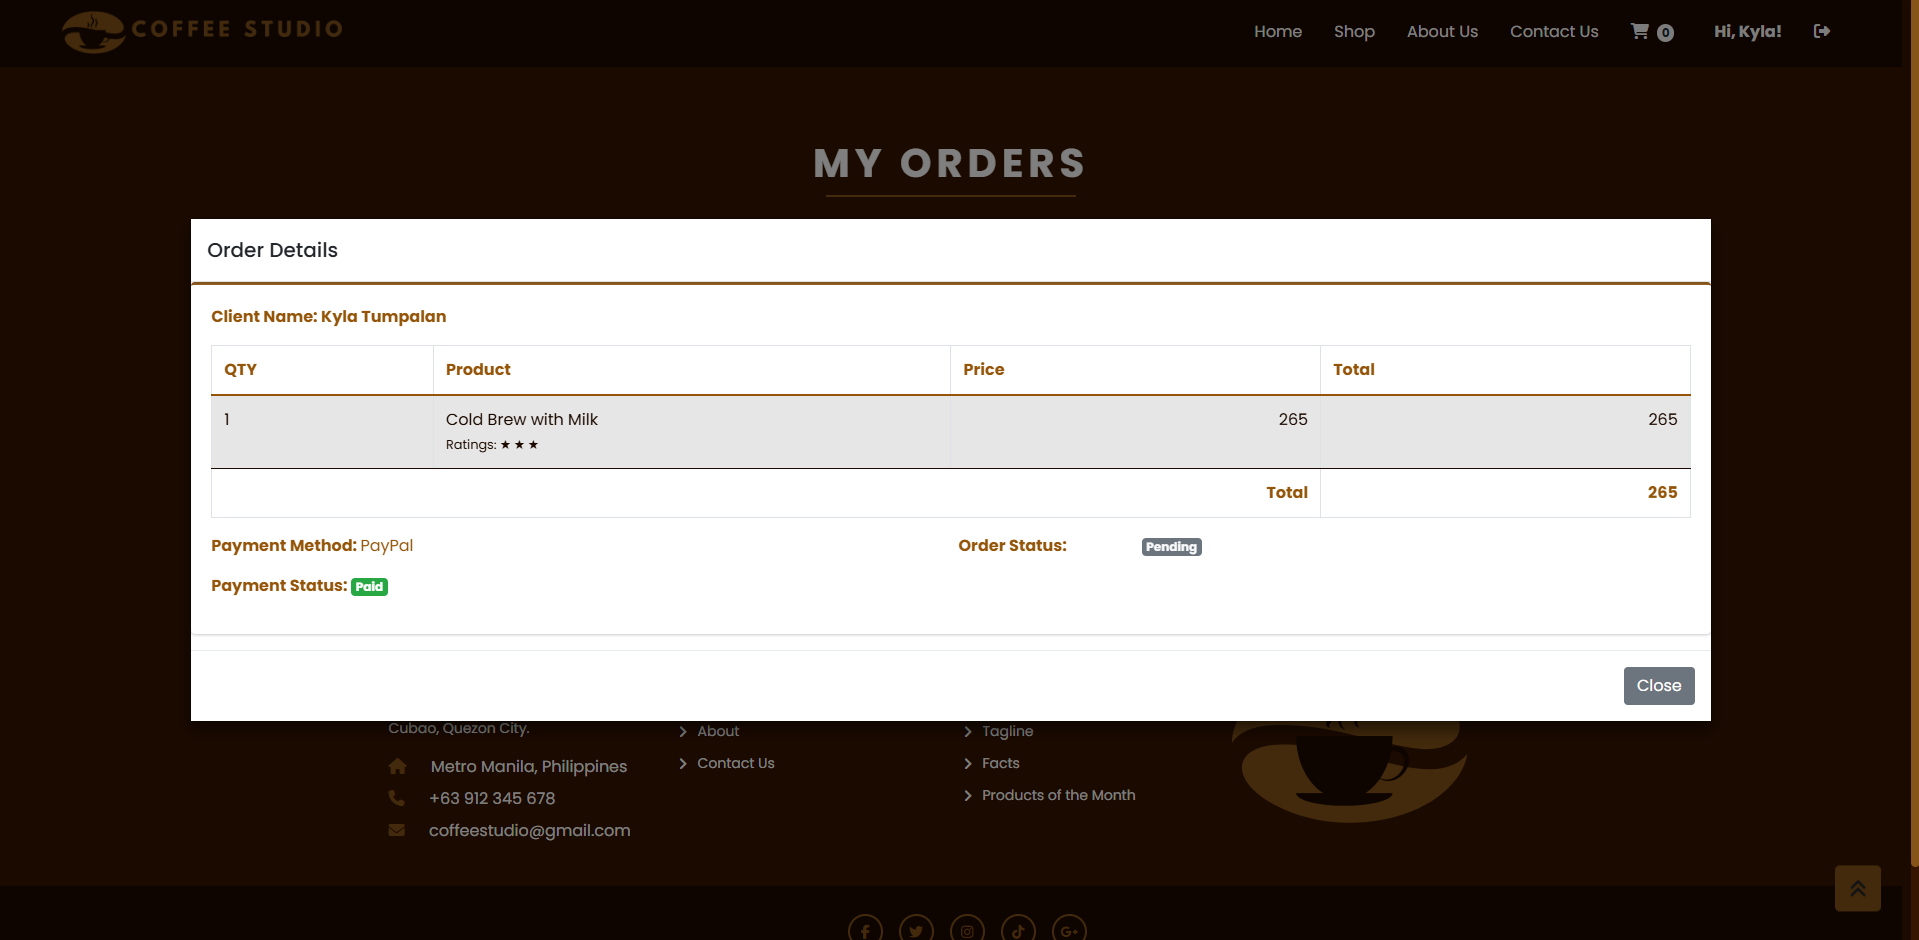 COFFEE STUDIO
Home Shop About Us Contact Us 0 Hi, Kyla!
MY ORDERS
Order Details
Client Name: Kyla Tumpalan
QTY Product Price Total
1 Cold Brew with Milk 265 265
Ratings: ★ ★ ★
Total 265
Payment Method: PayPal Order Status: Pending
Payment Status: Paid
Close
Cubao, Quezon City. About Tagline
Metro Manila, Philippines Contact Us Facts
+63 912 345 678 Products of the Month
coffeestudio@gmail.com